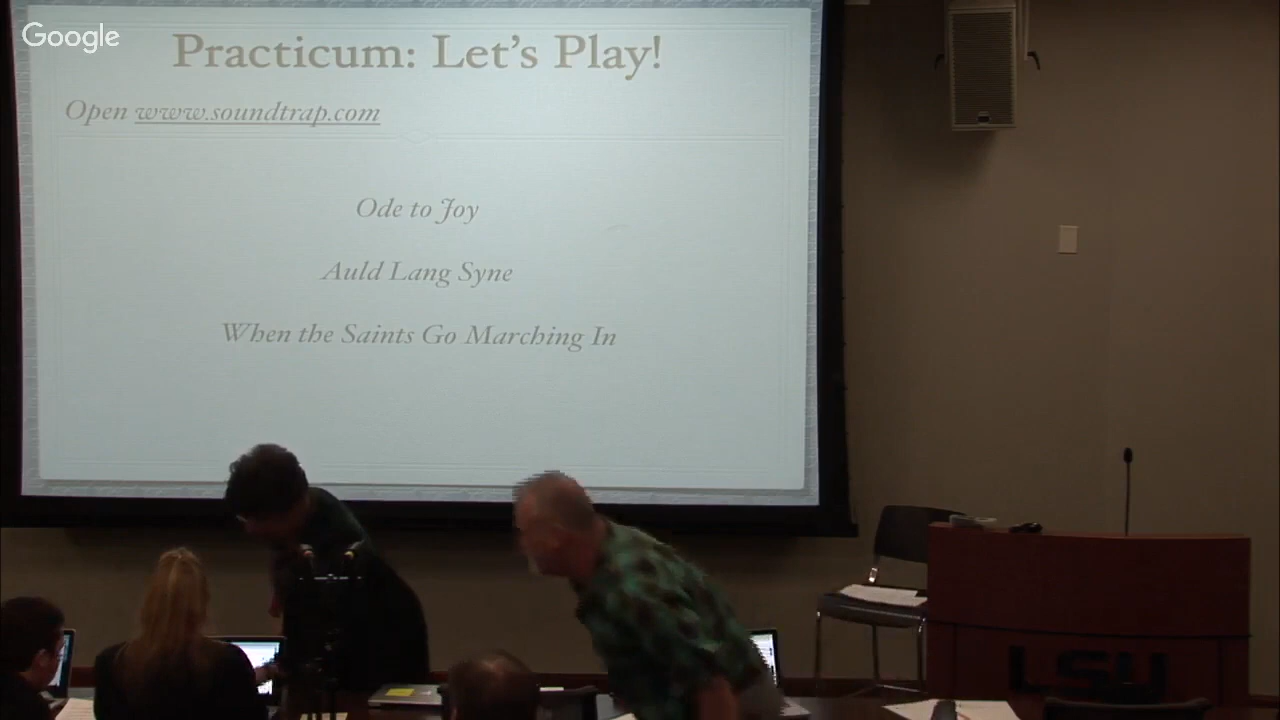 Google
Practicum: Let's Play!
Open www.soundtrap.com
Ode to Joy
Auld Lang Syne
When the Saints Go Marching In
LSU